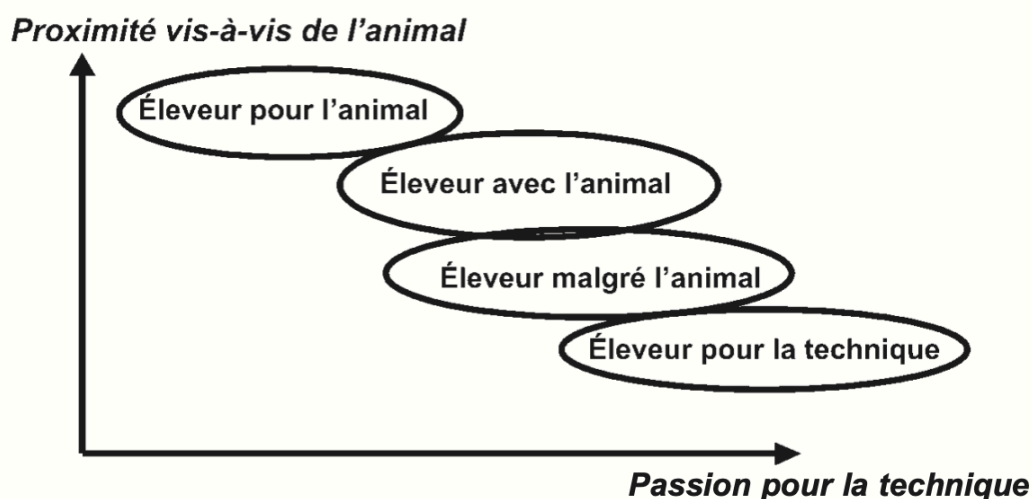 Proximité vis-à-vis de l’animal
Éleveur pour l’animal
Éleveur avec l’animal
Éleveur malgré l’animal
Éleveur pour la technique
Passion pour la technique